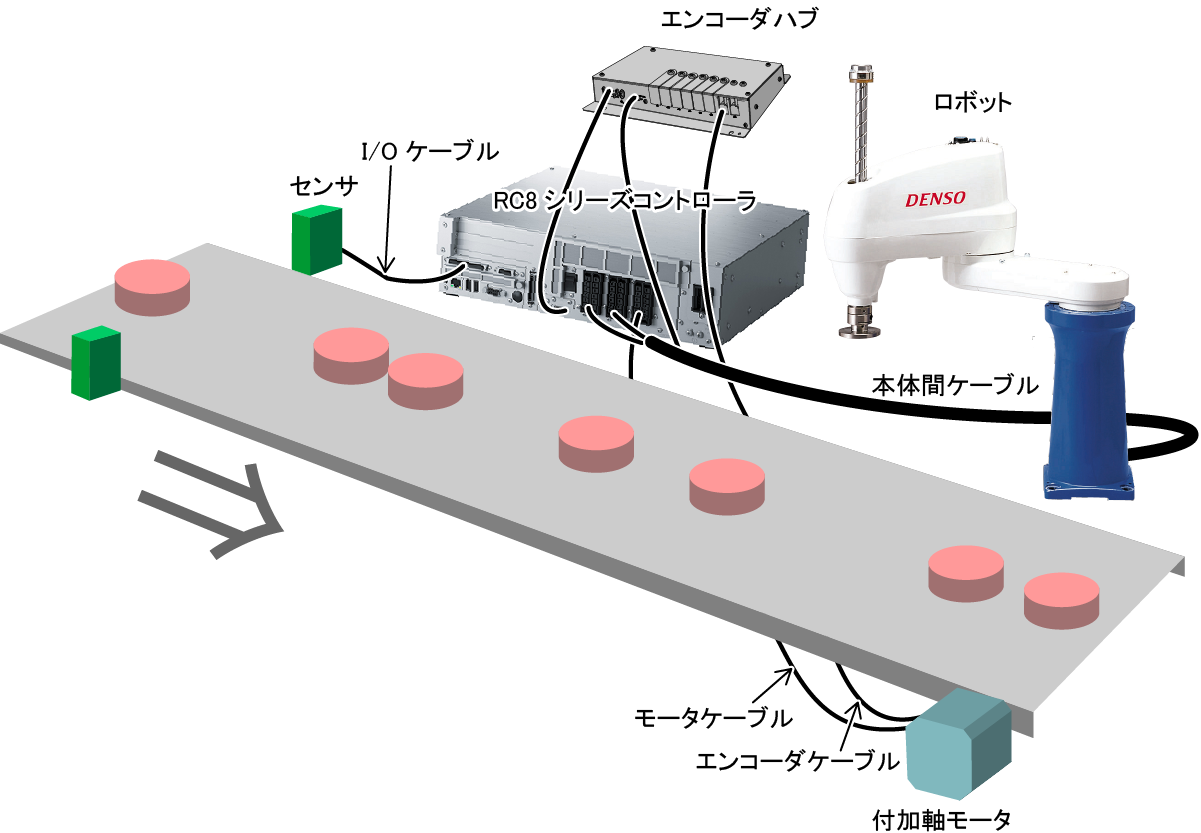 エンコーダハブ
ロボット
I/O ケーブル
センサ
RC8 シリーズコントローラ
DENSO
本体間ケーブル
モータケーブル
エンコーダケーブル
付加軸モータ